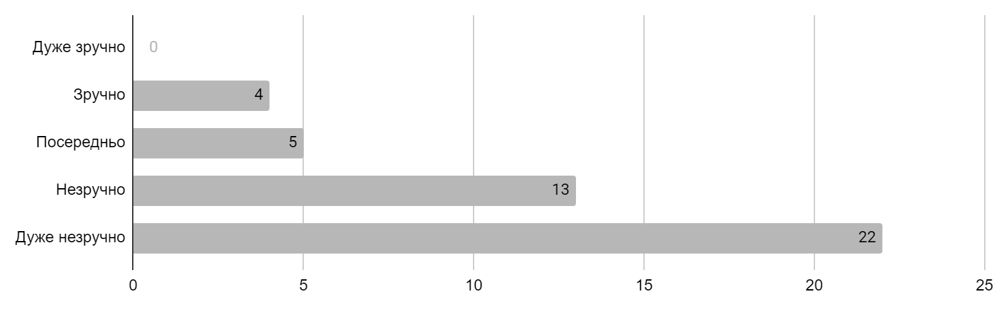 Дуже зручно 0
Зручно 4
Посередньо 5
Незручно 13
Дуже незручно 22
0 5 10 15 20 25